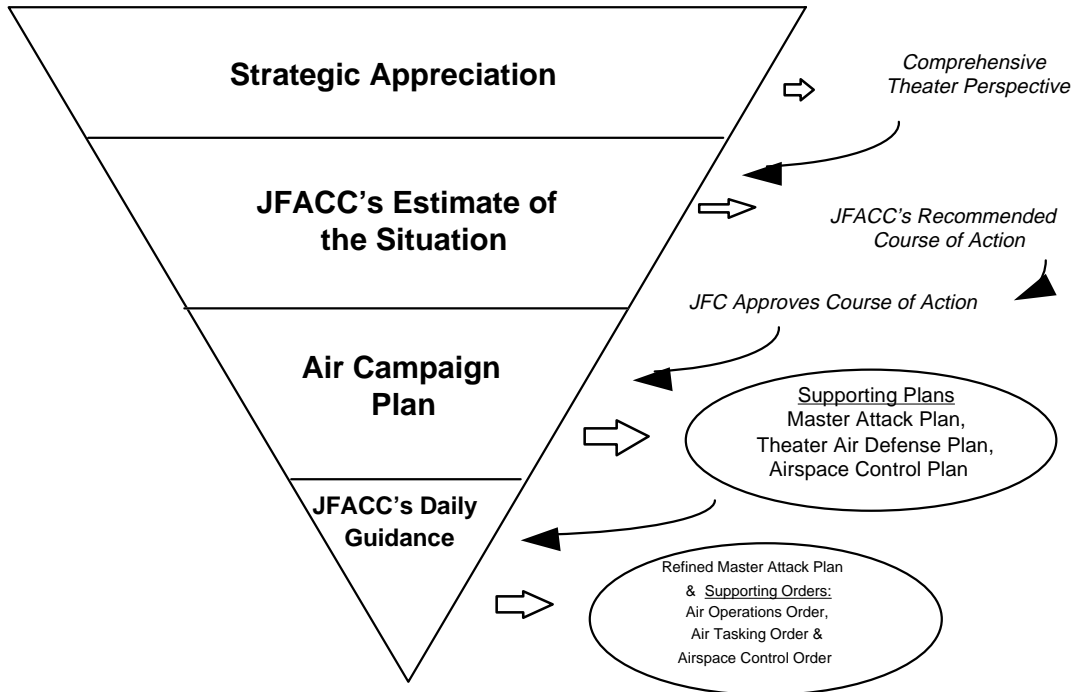 Strategic Appreciation
Comprehensive
Theater Perspective
JFACC's Estimate of
the Situation
JFACC's Recommended
Course of Action
JFC Approves Course of Action
Air Campaign
Plan
Supporting Plans
Master Attack Plan,
Theater Air Defense Plan,
Airspace Control Plan
JFACC's Daily
Guidance
Refined Master Attack Plan
& Supporting Orders:
Air Operations Order,
Air Tasking Order &
Airspace Control Order